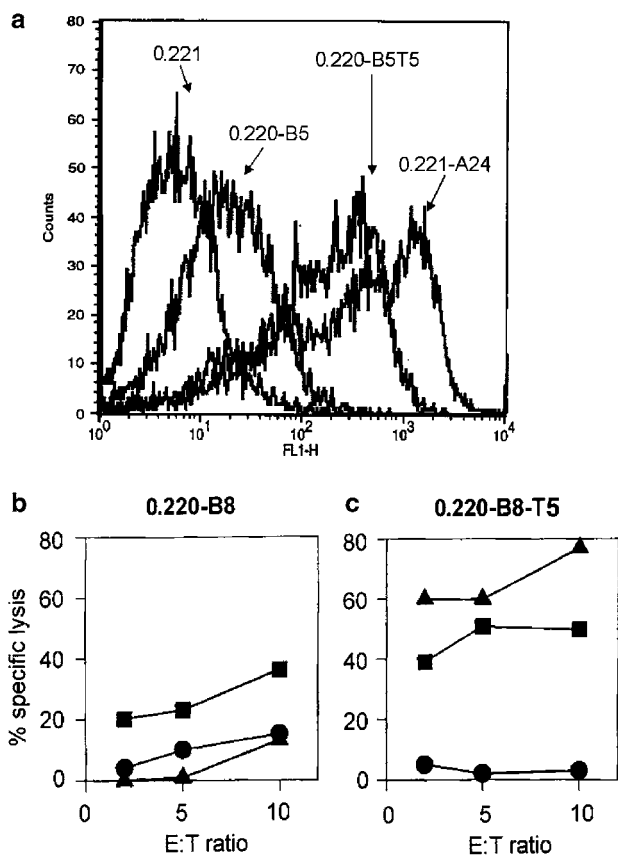 a
80
70
60
50
40
30
20
10
0
Counts
0.221
0.220-B5
0.220-B5T5
0.221-A24
10⁰ 10¹ 10² 10³ 10⁴
FL1-H
b 0.220-B8
80
60
40
20
0
% specific lysis
0 5 10
E:T ratio
c 0.220-B8-T5
80
60
40
20
0
0 5 10
E:T ratio